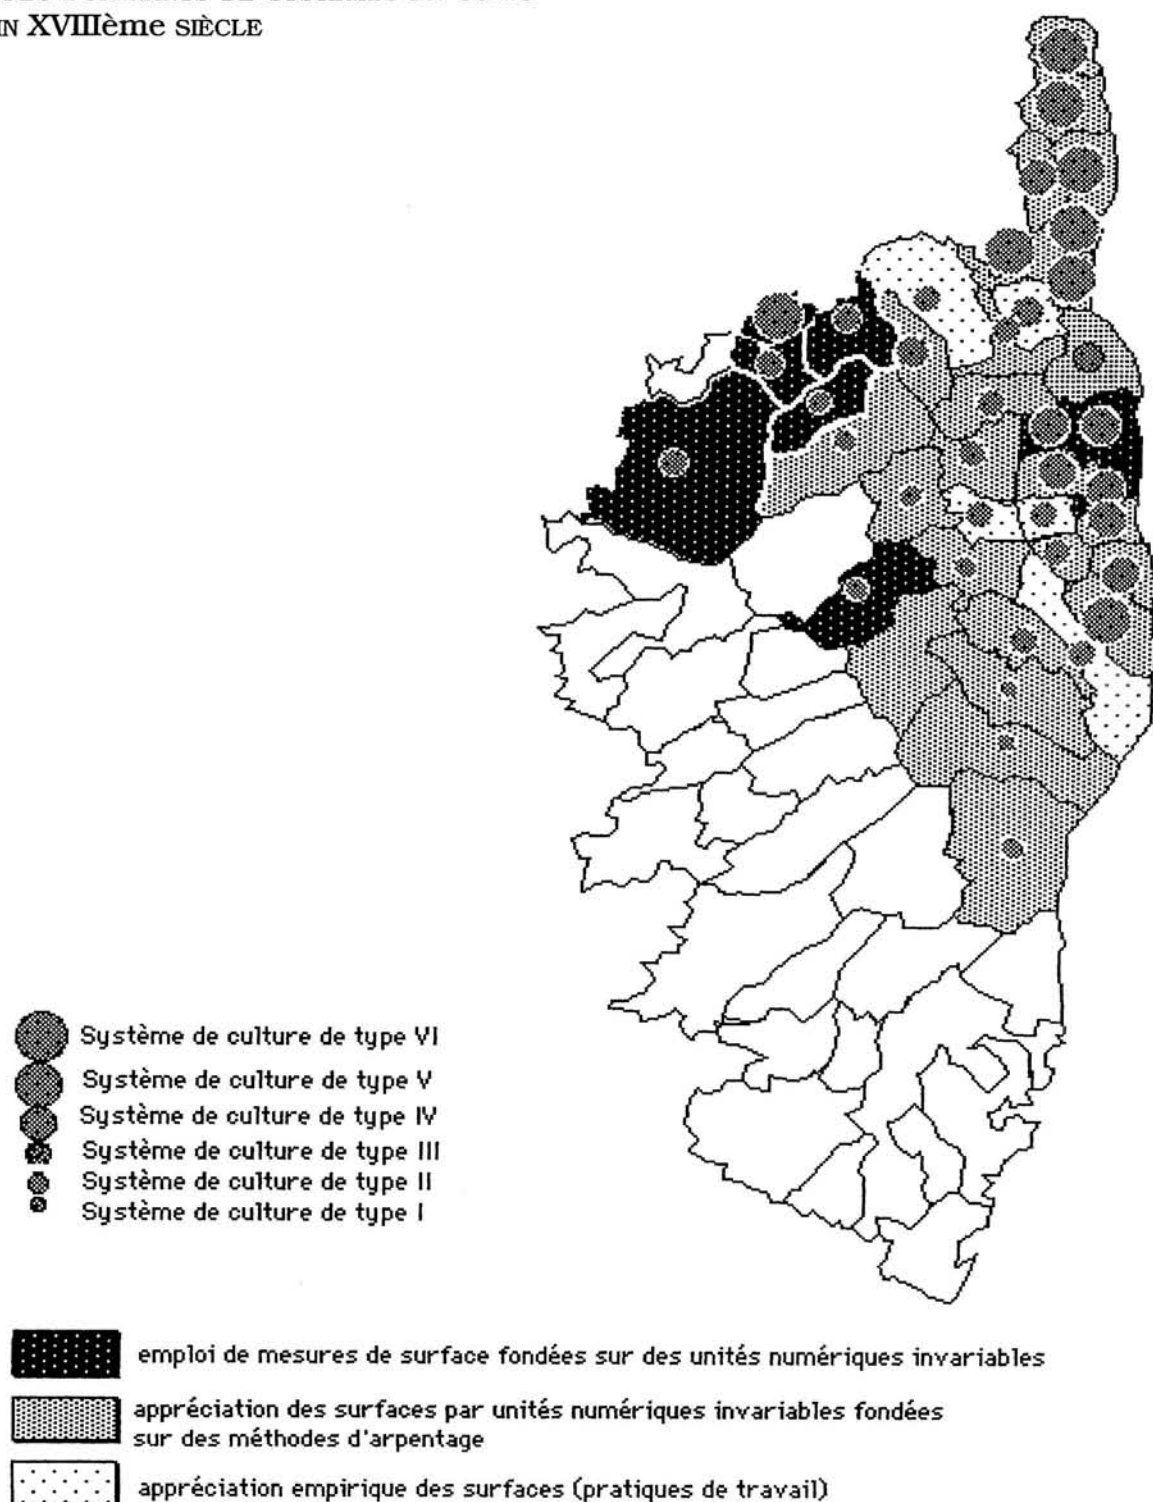 IN XVIIIème SIÈCLE
Système de culture de type VI
Système de culture de type V
Système de culture de type IV
Système de culture de type III
Système de culture de type II
Système de culture de type I
emploi de mesures de surface fondées sur des unités numériques invariables
appréciation des surfaces par unités numériques invariables fondées
sur des méthodes d'arpentage
appréciation empirique des surfaces (pratiques de travail)